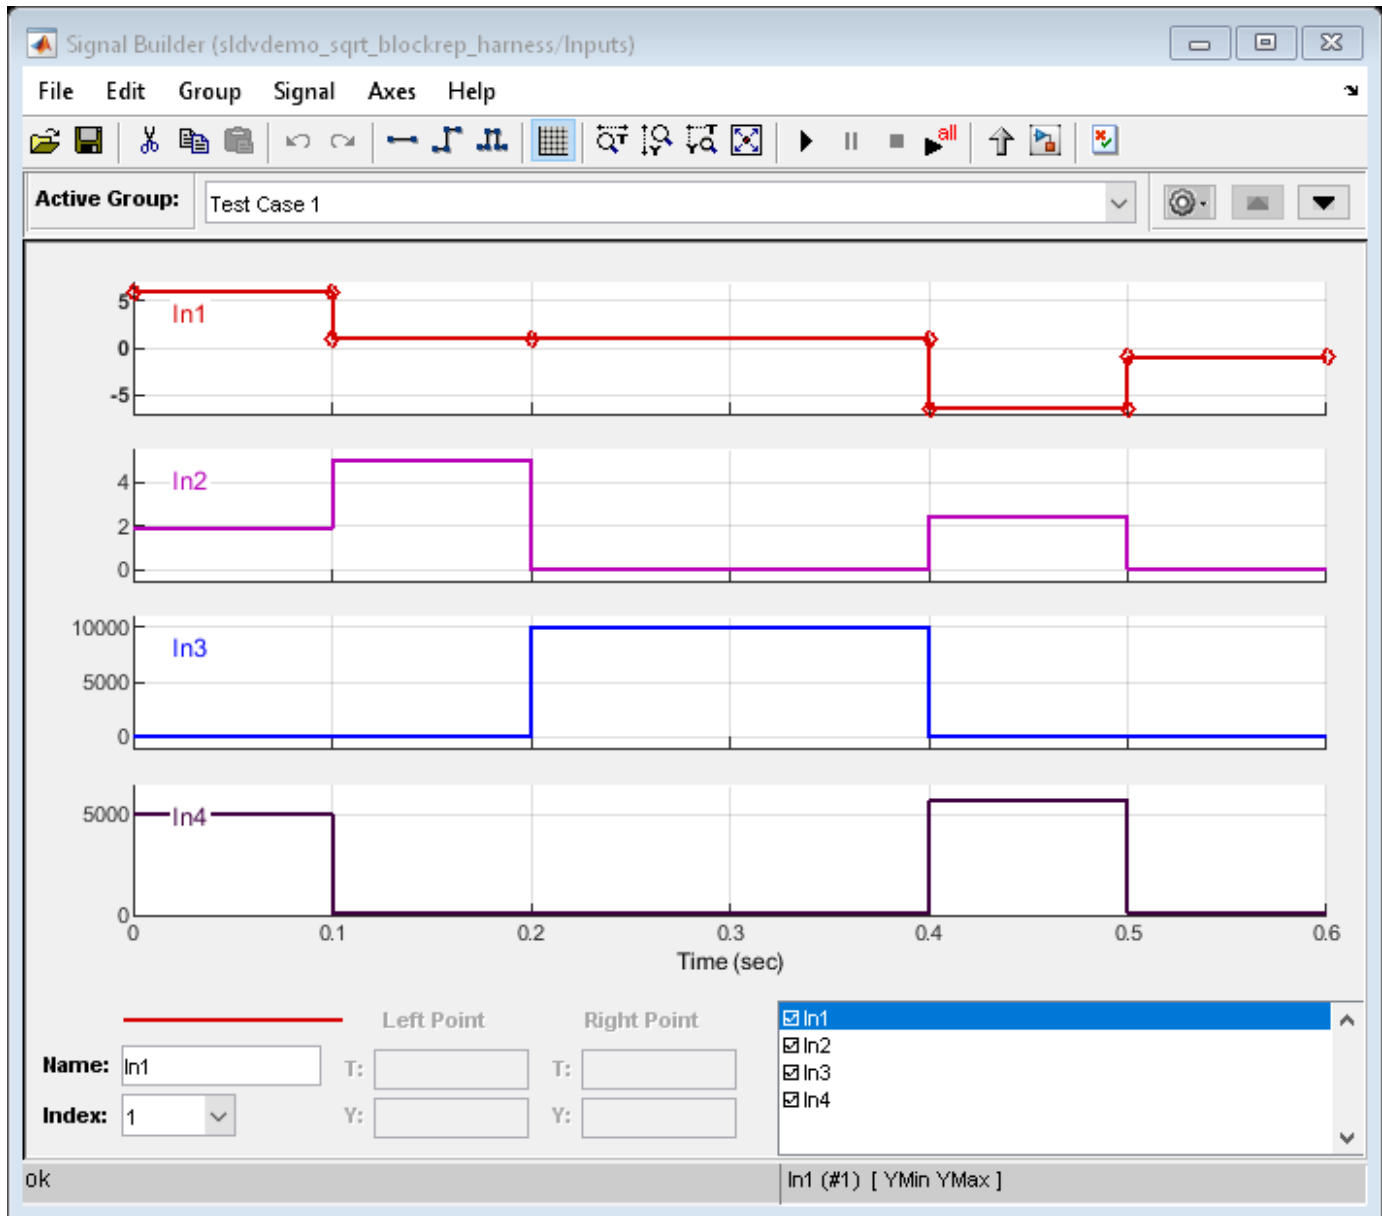 Signal Builder (sldvdemo_sqrt_blockrep_harness/Inputs)
File Edit Group Signal Axes Help
all
Active Group: Test Case 1
5
In1
0
-5
4
In2
2
0
10000
In3
5000
0
5000
In4
0
0 0.1 0.2 0.3 0.4 0.5 0.6
Time (sec)
Left Point Right Point
Name: In1 T: T:
Index: 1 Y: Y:
In1
In2
In3
In4
ok In1 (#1) [ YMin YMax ]